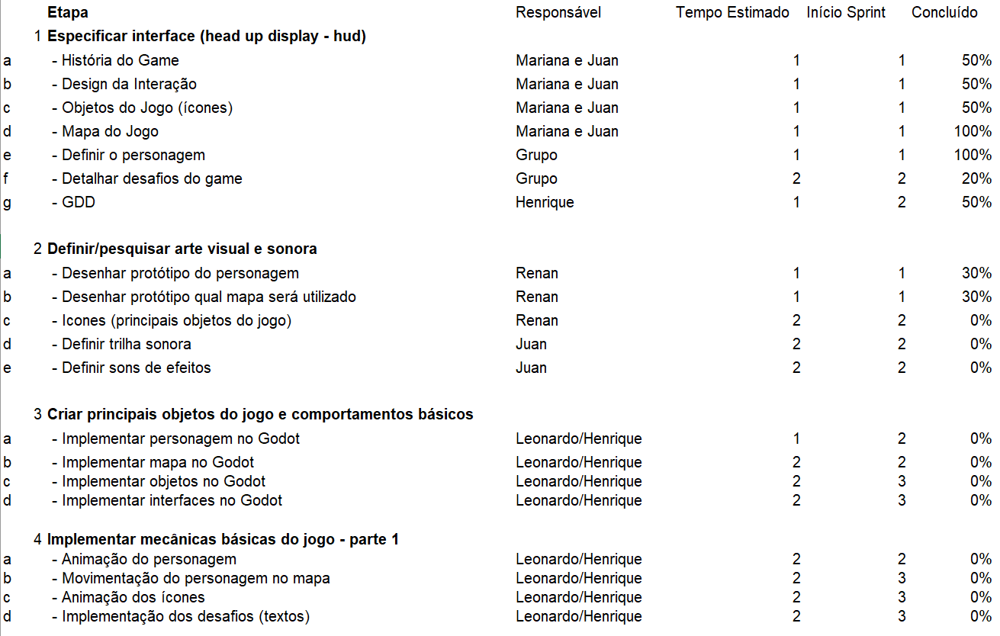 Etapa Responsável Tempo Estimado Início Sprint Concluído
1 Especificar interface (head up display - hud)
a - História do Game Mariana e Juan 1 1 50%
b - Design da Interação Mariana e Juan 1 1 50%
c - Objetos do Jogo (ícones) Mariana e Juan 1 1 50%
d - Mapa do Jogo Mariana e Juan 1 1 100%
e - Definir o personagem Grupo 1 1 100%
f - Detalhar desafios do game Grupo 2 2 20%
g - GDD Henrique 1 2 50%
2 Definir/pesquisar arte visual e sonora
a - Desenhar protótipo do personagem Renan 1 1 30%
b - Desenhar protótipo qual mapa será utilizado Renan 1 1 30%
c - Icones (principais objetos do jogo) Renan 2 2 0%
d - Definir trilha sonora Juan 2 2 0%
e - Definir sons de efeitos Juan 2 2 0%
3 Criar principais objetos do jogo e comportamentos básicos
a - Implementar personagem no Godot Leonardo/Henrique 1 2 0%
b - Implementar mapa no Godot Leonardo/Henrique 2 2 0%
c - Implementar objetos no Godot Leonardo/Henrique 2 3 0%
d - Implementar interfaces no Godot Leonardo/Henrique 2 3 0%
4 Implementar mecânicas básicas do jogo - parte 1
a - Animação do personagem Leonardo/Henrique 2 2 0%
b - Movimentação do personagem no mapa Leonardo/Henrique 2 3 0%
c - Animação dos ícones Leonardo/Henrique 2 3 0%
d - Implementação dos desafios (textos) Leonardo/Henrique 2 3 0%